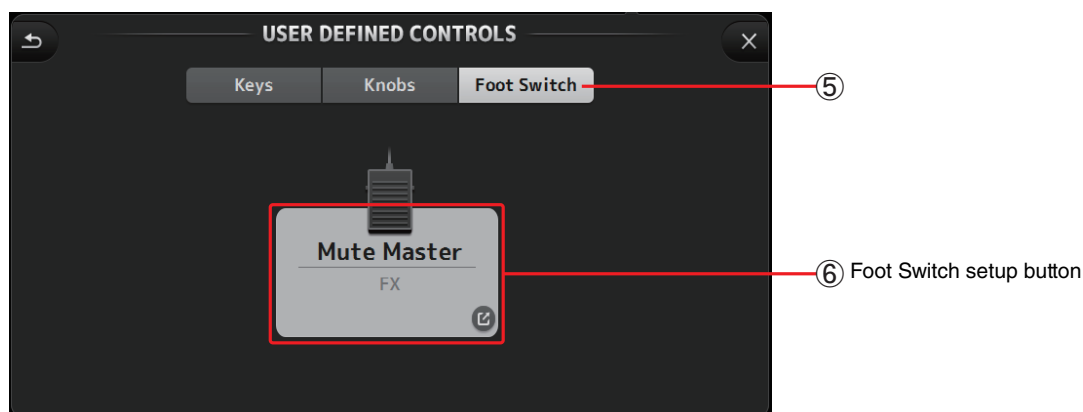 USER DEFINED CONTROLS
Keys Knobs Foot Switch
⑤
Mute Master
FX
⑥ Foot Switch setup button